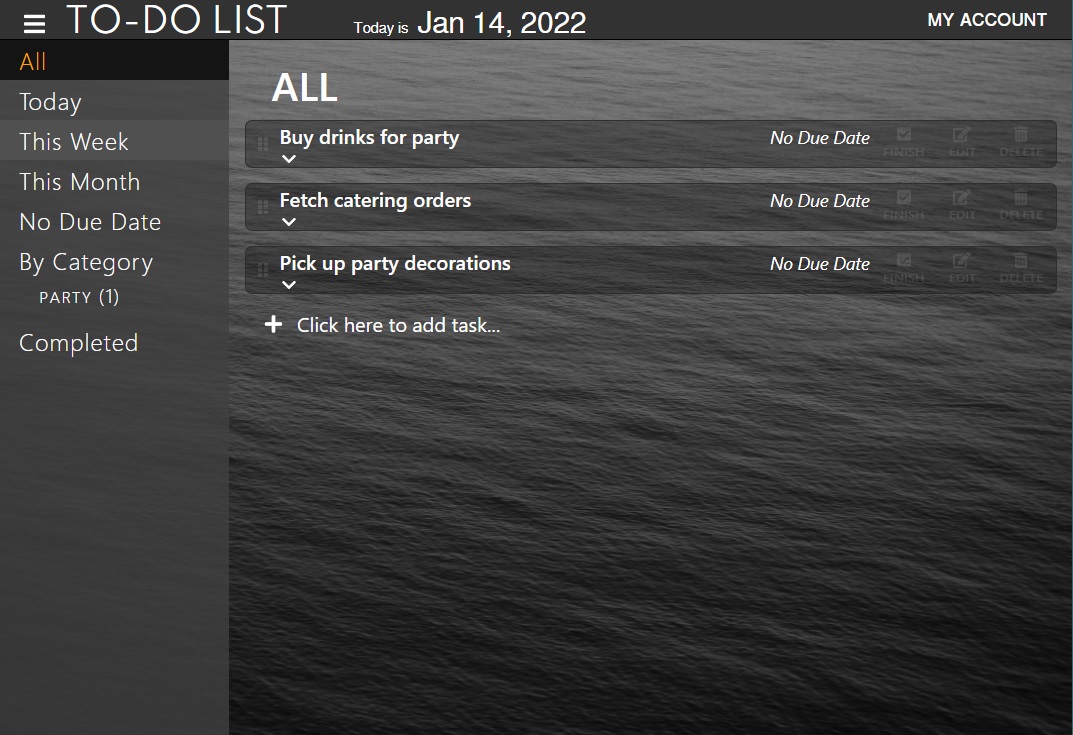 TO-DO LIST
Today is Jan 14, 2022
MY ACCOUNT
All
Today
This Week
This Month
No Due Date
By Category
PARTY (1)
Completed
ALL
Buy drinks for party No Due Date
FINISH EDIT DELETE
Fetch catering orders No Due Date
FINISH EDIT DELETE
Pick up party decorations No Due Date
FINISH EDIT DELETE
Click here to add task...